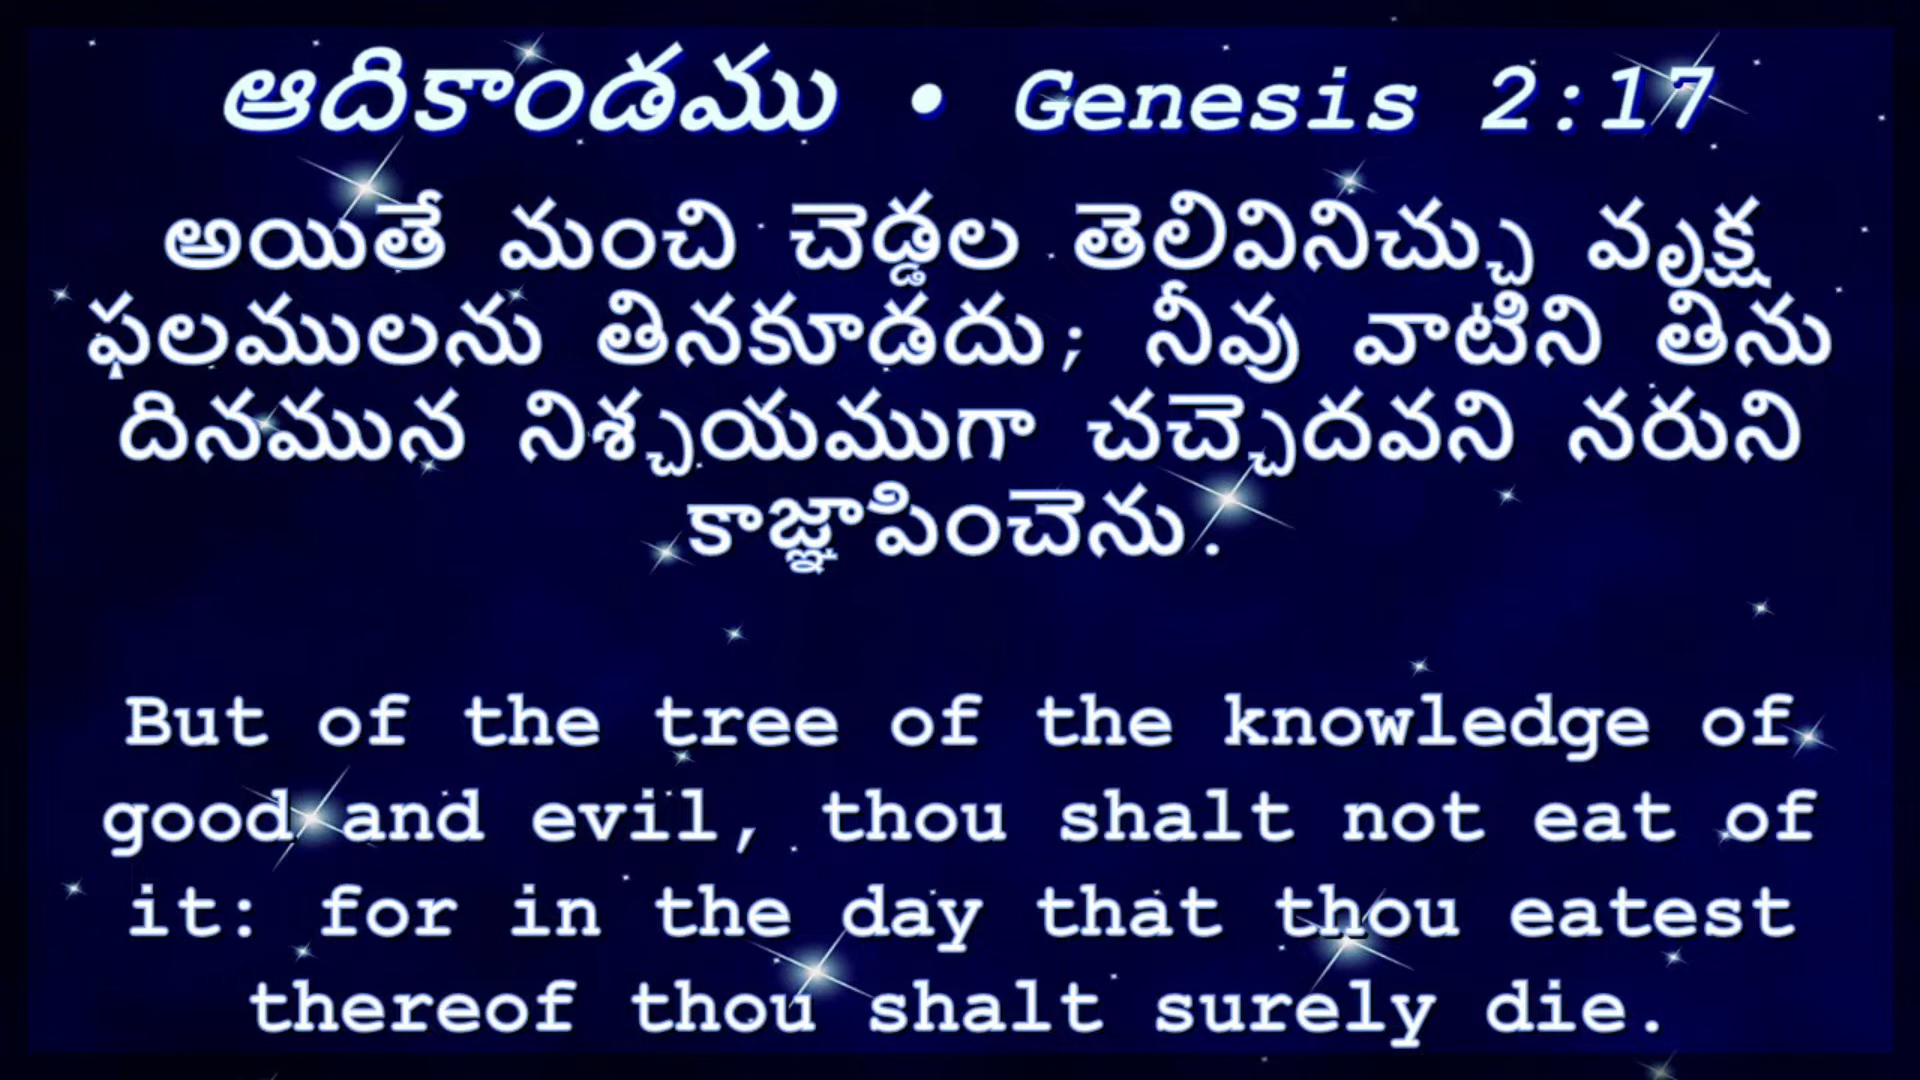 ఆదికాండము • Genesis 2:17
అయితే మంచి చెడ్డల తెలివినిచ్చు వృక్ష
ఫలములను తినకూడదు; నీవు వాటిని తిను
దినమున నిశ్చయముగా చచ్చెదవని నరుని
కాజ్ఞాపించెను.
But of the tree of the knowledge of
good and evil, thou shalt not eat of
it: for in the day that thou eatest
thereof thou shalt surely die.